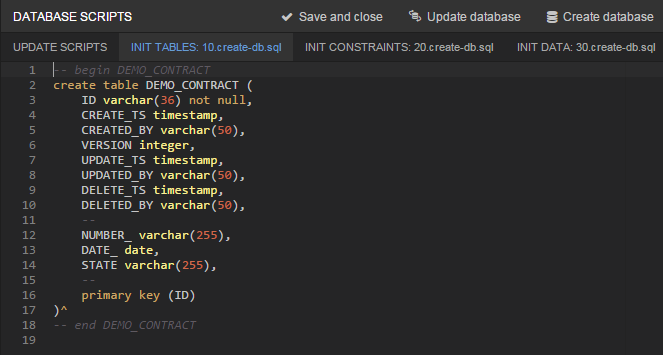 DATABASE SCRIPTS Save and close Update database Create database
UPDATE SCRIPTS INIT TABLES: 10.create-db.sql INIT CONSTRAINTS: 20.create-db.sql INIT DATA: 30.create-db.sql
1 -- begin DEMO_CONTRACT
2 create table DEMO_CONTRACT (
3 ID varchar(36) not null,
4 CREATE_TS timestamp,
5 CREATED_BY varchar(50),
6 VERSION integer,
7 UPDATE_TS timestamp,
8 UPDATED_BY varchar(50),
9 DELETE_TS timestamp,
10 DELETED_BY varchar(50),
11 --
12 NUMBER_ varchar(255),
13 DATE_ date,
14 STATE varchar(255),
15 --
16 primary key (ID)
17 )^
18 -- end DEMO_CONTRACT
19